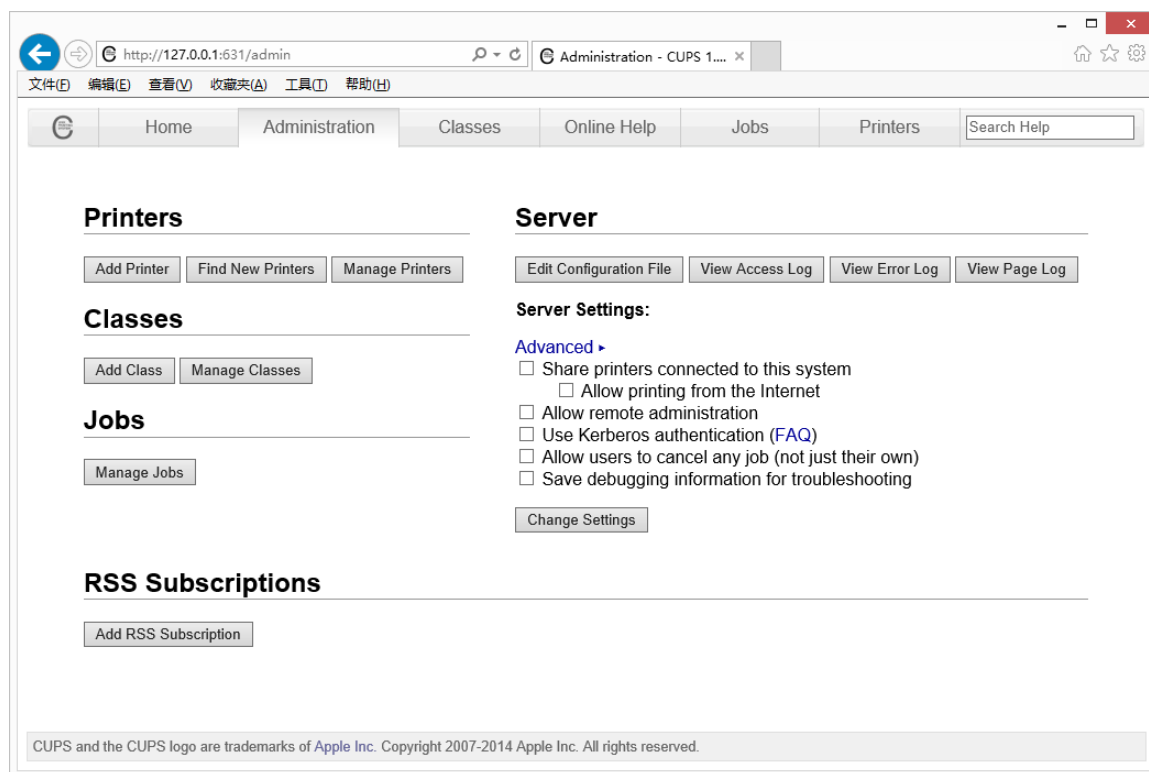 http://127.0.0.1:631/admin
Administration - CUPS 1....
文件(F) 编辑(E) 查看(V) 收藏夹(A) 工具(T) 帮助(H)
Home Administration Classes Online Help Jobs Printers Search Help
Printers
Add Printer Find New Printers Manage Printers
Classes
Add Class Manage Classes
Jobs
Manage Jobs
Server
Edit Configuration File View Access Log View Error Log View Page Log
Server Settings:
Advanced ▸
Share printers connected to this system
Allow printing from the Internet
Allow remote administration
Use Kerberos authentication (FAQ)
Allow users to cancel any job (not just their own)
Save debugging information for troubleshooting
Change Settings
RSS Subscriptions
Add RSS Subscription
CUPS and the CUPS logo are trademarks of Apple Inc. Copyright 2007-2014 Apple Inc. All rights reserved.